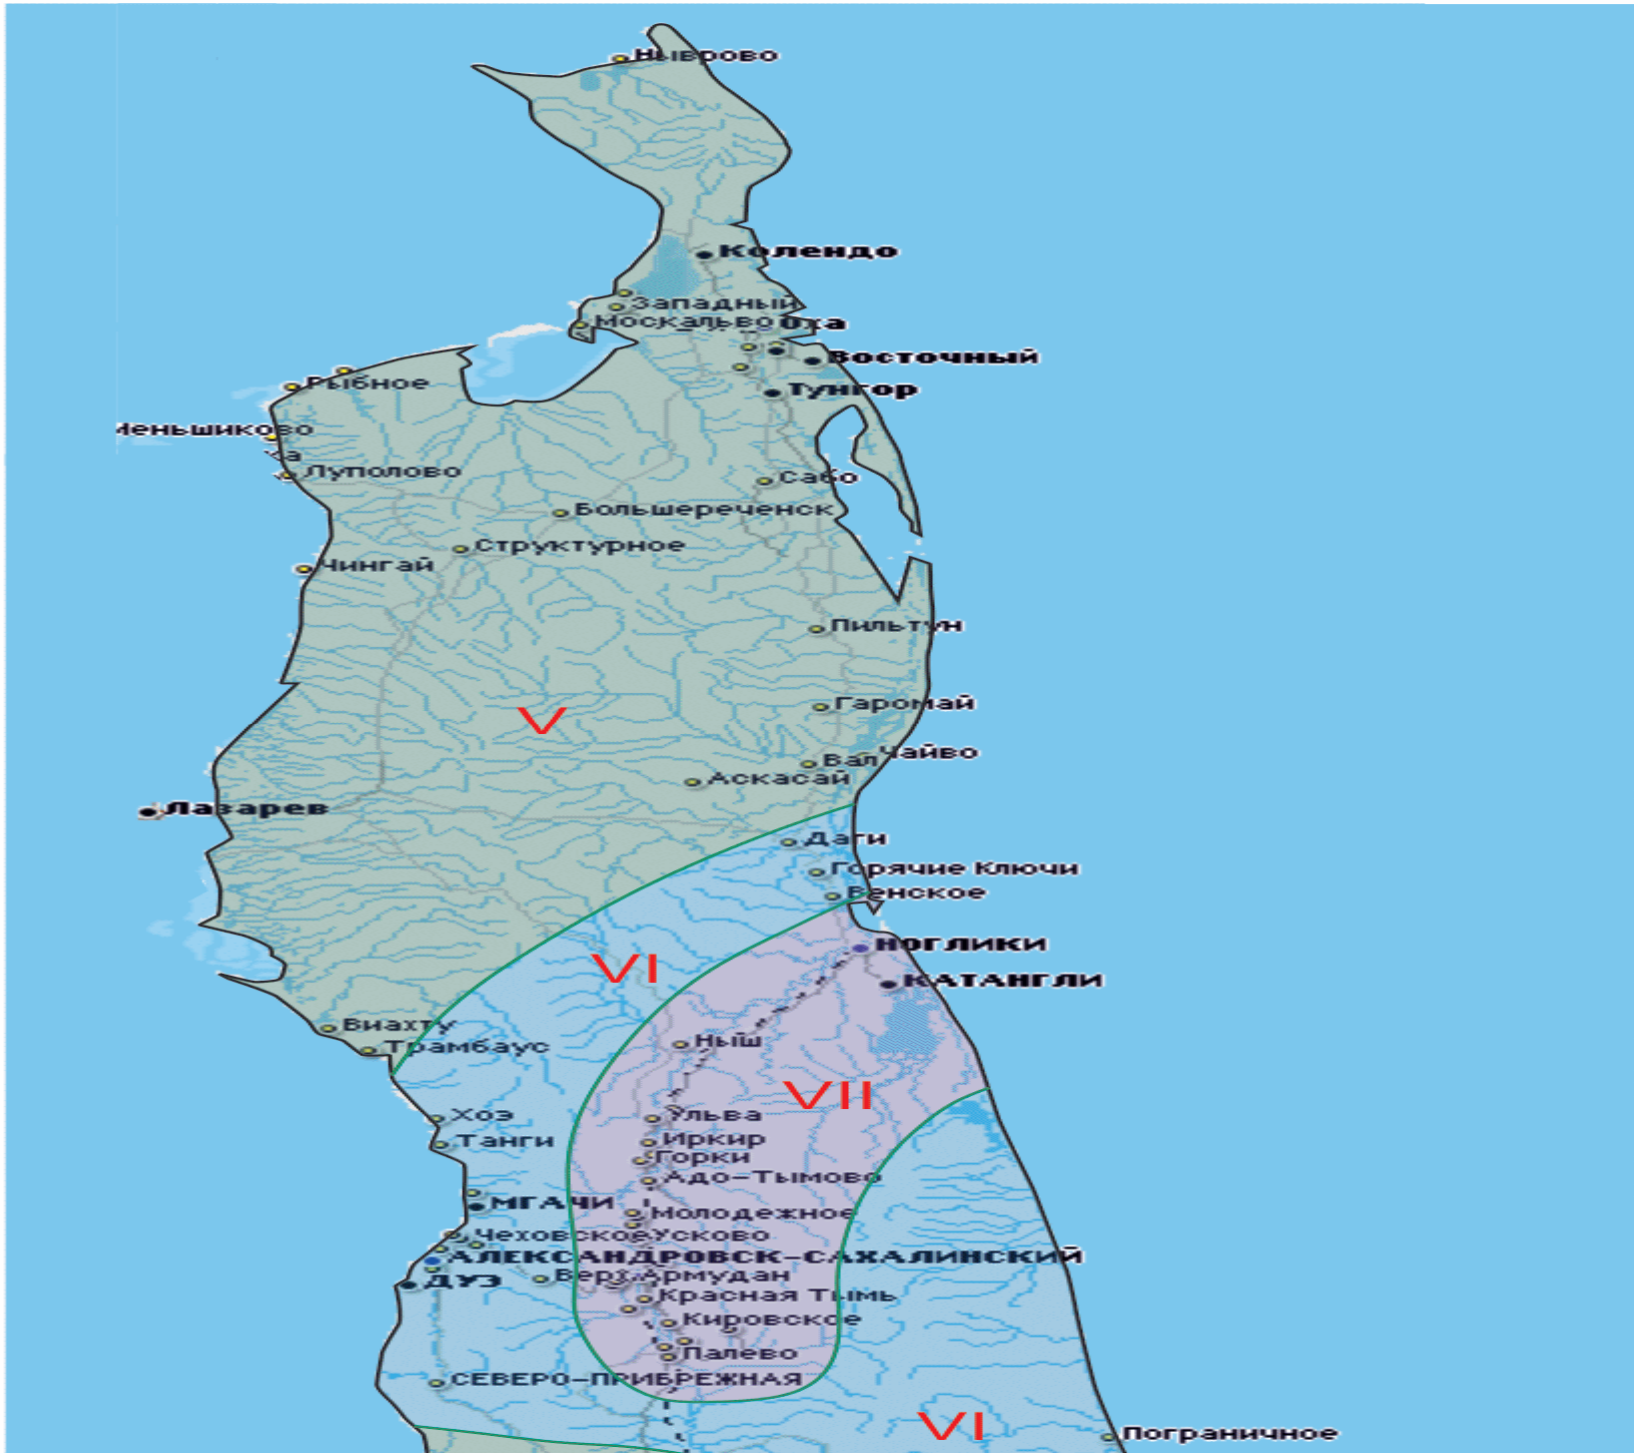 Ныврово
Колендо
Западный
Москальво
Оха
Восточный
Рыбное
Тунгор
Меньшиково
ка
Луполово
Сабо
Большереченск
Структурное
Чингай
Пильтун
Гаромай
V
Чайво
Вал
Аскасай
Лазарев
Даги
Горячие Ключи
Венское
НОГЛИКИ
VI
КАТАНГЛИ
Виахту
Ныш
Трамбаус
VII
Хоэ
Ульва
Танги
Иркир
Горки
Адо-Тымово
МГАЧИ
Молодежное
Чеховское
Усково
АЛЕКСАНДРОВСК-САХАЛИНСКИЙ
ДУЭ
Верх.Армудан
Красная Тымь
Кировское
Палево
СЕВЕРО-ПРИБРЕЖНАЯ
VI
Пограничное